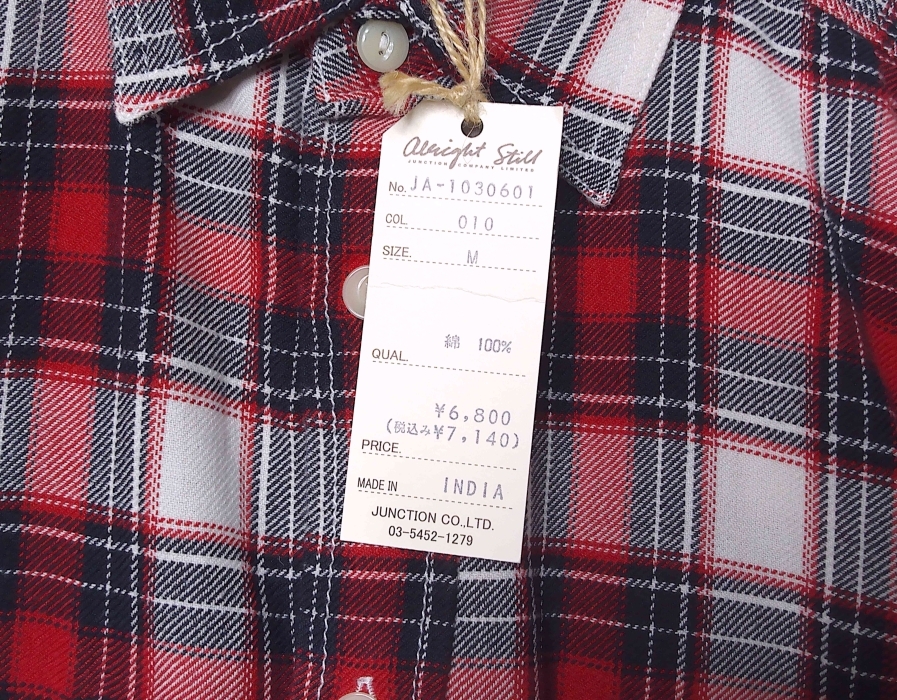 Alright Still
JUNCTION COMPANY LIMITED
No. JA-1030601
COL 010
SIZE. M
綿 100%
QUAL.
¥6,800
(税込み¥7,140)
PRICE.
MADE IN INDIA
JUNCTION CO.,LTD.
03-5452-1279